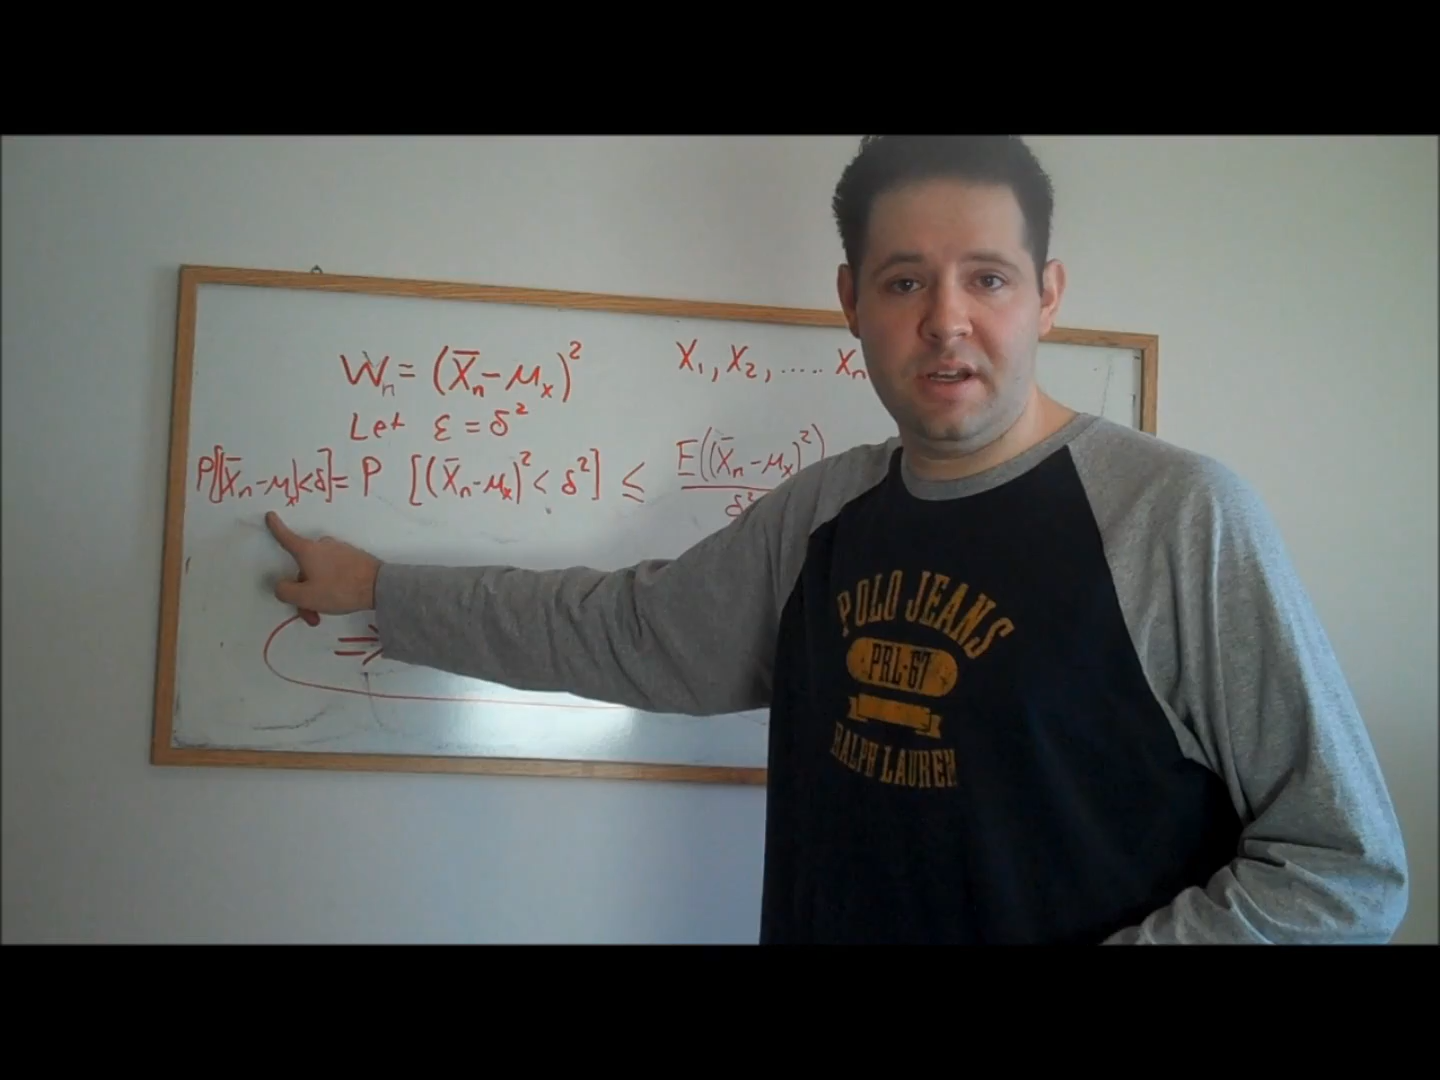 Wₙ = (X̄ₙ - μₓ)²
X₁, X₂, ..... Xₙ
Let ε = δ²
P[|X̄ₙ - μₓ| < δ] = P [(X̄ₙ - μₓ)² < δ²] ≤ E((X̄ₙ - μₓ)²)
δ²
⇒
POLO JEANS
PRL-67
RALPH LAUREN